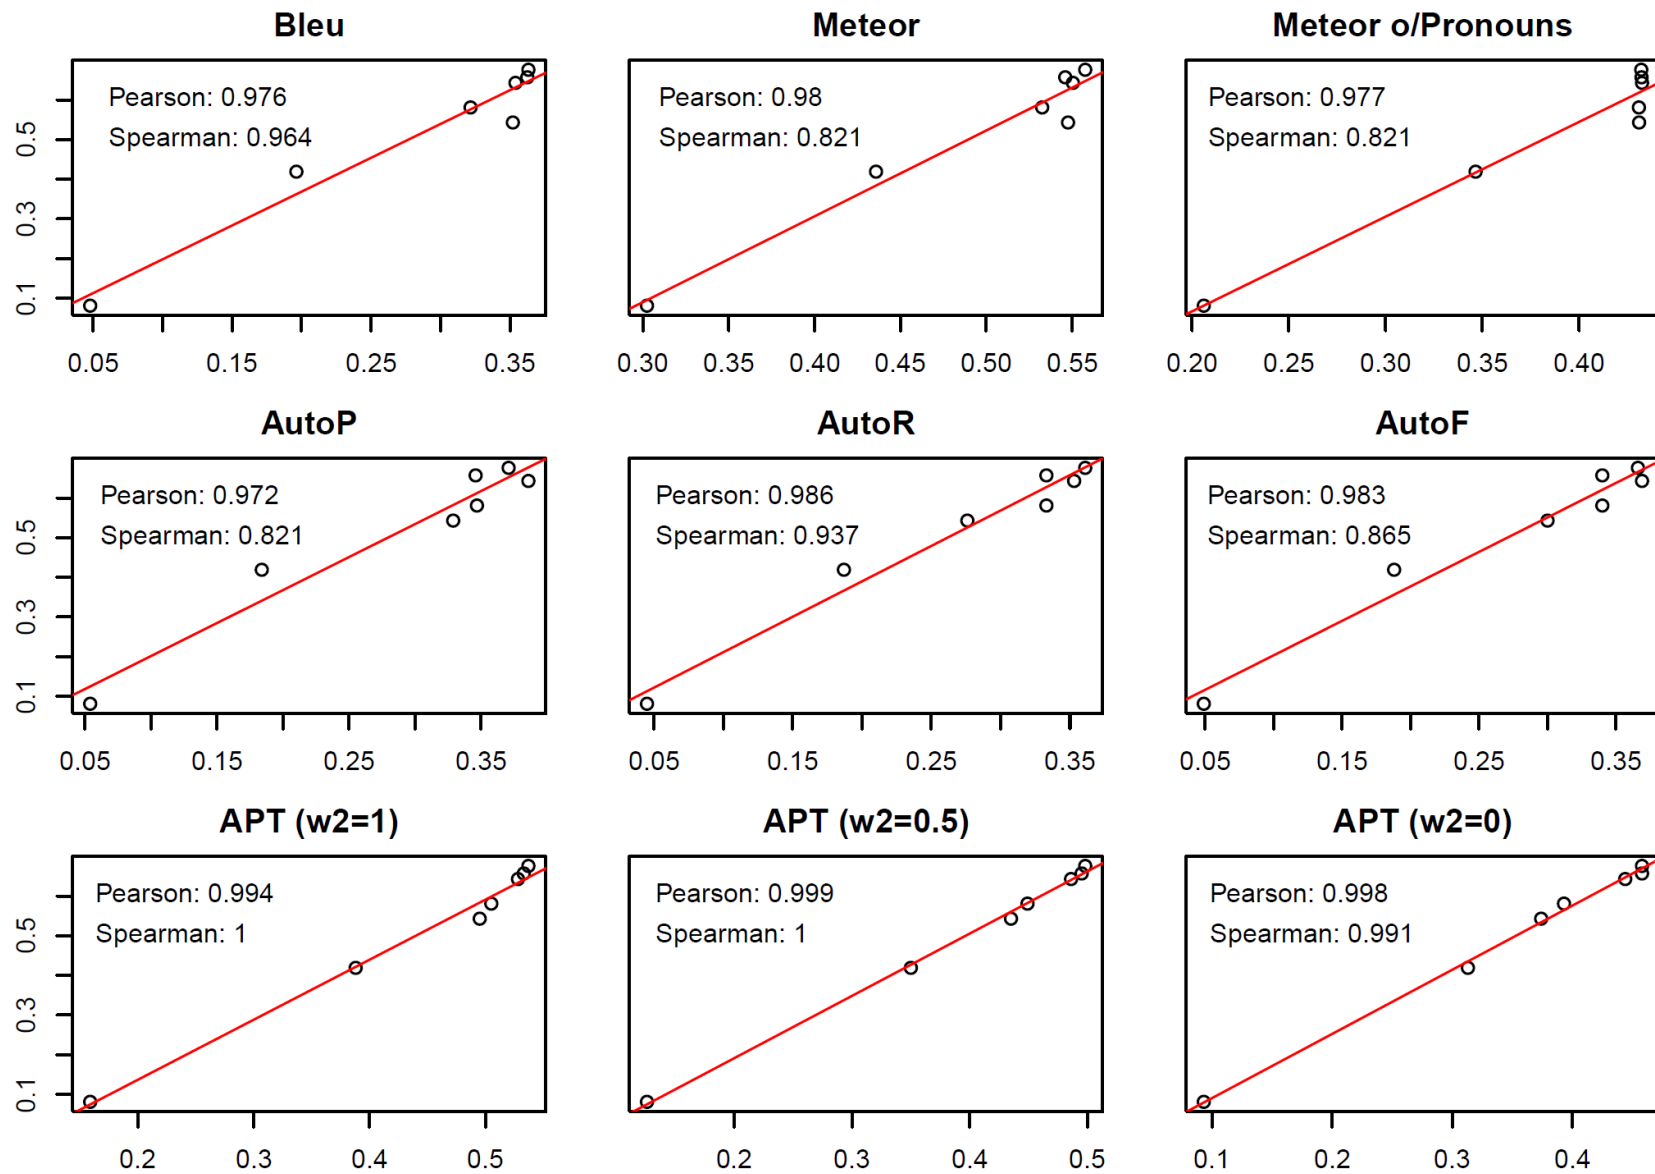 Bleu
Meteor
Meteor o/Pronouns
Pearson: 0.976
Spearman: 0.964
Pearson: 0.98
Spearman: 0.821
Pearson: 0.977
Spearman: 0.821
0.5
0.3
0.1
0.05 0.15 0.25 0.35
0.30 0.35 0.40 0.45 0.50 0.55
0.20 0.25 0.30 0.35 0.40
AutoP
AutoR
AutoF
Pearson: 0.972
Spearman: 0.821
Pearson: 0.986
Spearman: 0.937
Pearson: 0.983
Spearman: 0.865
0.5
0.3
0.1
0.05 0.15 0.25 0.35
0.05 0.15 0.25 0.35
0.05 0.15 0.25 0.35
APT (w2=1)
APT (w2=0.5)
APT (w2=0)
Pearson: 0.994
Spearman: 1
Pearson: 0.999
Spearman: 1
Pearson: 0.998
Spearman: 0.991
0.5
0.3
0.1
0.2 0.3 0.4 0.5
0.2 0.3 0.4 0.5
0.1 0.2 0.3 0.4